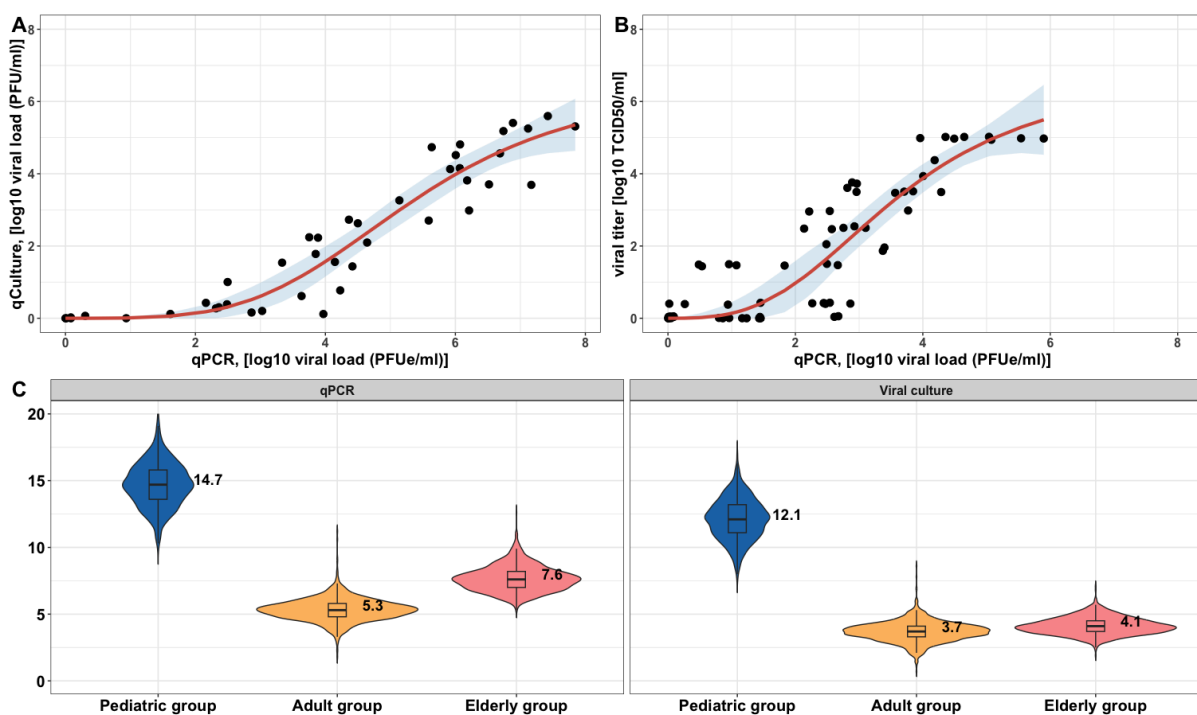 A
B
qCulture, [log10 viral load (PFU/ml)]
8
6
4
2
0
0 2 4 6 8
qPCR, [log10 viral load (PFUe/ml)]
viral titer [log10 TCID50/ml]
8
6
4
2
0
0 2 4 6 8
qPCR, [log10 viral load (PFUe/ml)]
C
qPCR
Viral culture
20
15
10
5
0
14.7
5.3
7.6
12.1
3.7
4.1
Pediatric group Adult group Elderly group
Pediatric group Adult group Elderly group